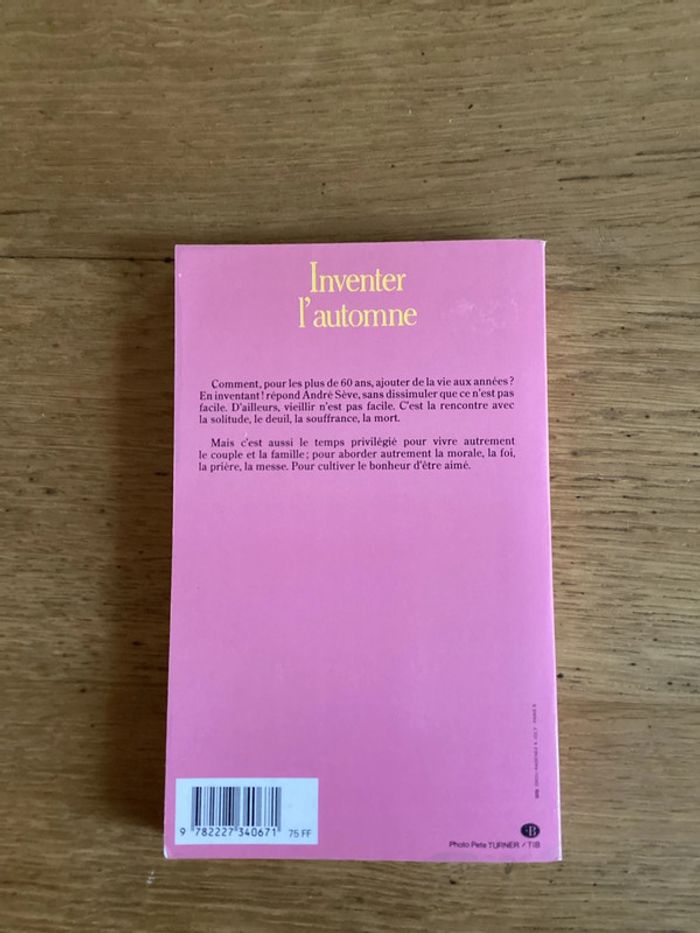 Inventer
l'automne
Comment, pour les plus de 60 ans, ajouter de la vie aux années?
En inventant! répond André Sève, sans dissimuler que ce n'est pas
facile. D'ailleurs, vieillir n'est pas facile. C'est la rencontre avec
la solitude, le deuil, la souffrance, la mort.
Mais c'est aussi le temps privilégié pour vivre autrement
le couple et la famille; pour aborder autrement la morale, la foi,
la prière, la messe. Pour cultiver le bonheur d'être aimé.
9 782227 340671 75 FF
B
Photo Pete TURNER / TIB